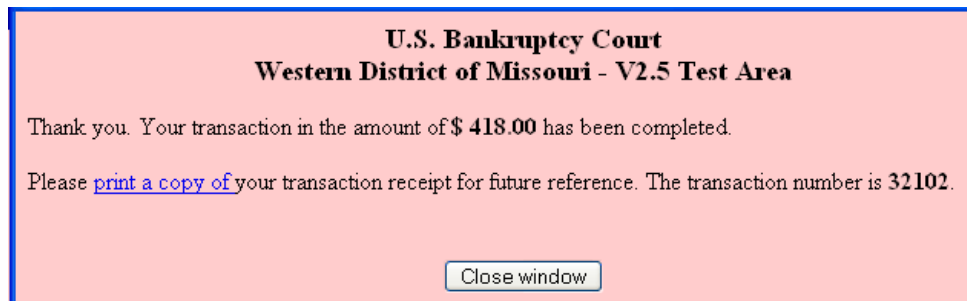 U.S. Bankruptcy Court
Western District of Missouri - V2.5 Test Area
Thank you. Your transaction in the amount of $ 418.00 has been completed.
Please print a copy of your transaction receipt for future reference. The transaction number is 32102.
Close window